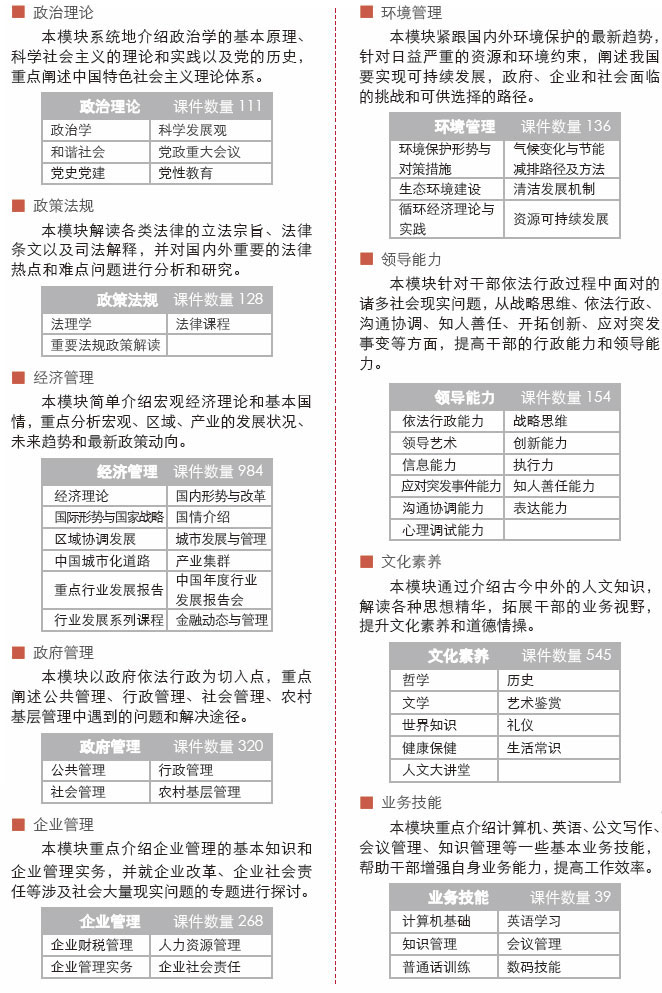 政治理论
本模块系统地介绍政治学的基本原理、
科学社会主义的理论和实践以及党的历史，
重点阐述中国特色社会主义理论体系。
政治理论 课件数量 111
政治学 科学发展观
和谐社会 党政重大会议
党史党建 党性教育
政策法规
本模块解读各类法律的立法宗旨、法律
条文以及司法解释，并对国内外重要的法律
热点和难点问题进行分析和研究。
政策法规 课件数量 128
法理学 法律课程
重要法规政策解读
经济管理
本模块简单介绍宏观经济理论和基本国
情，重点分析宏观、区域、产业的发展状况、
未来趋势和最新政策动向。
经济管理 课件数量 984
经济理论 国内形势与改革
国际形势与国家战略 国情介绍
区域协调发展 城市发展与管理
中国城市化道路 产业集群
重点行业发展报告 中国年度行业
发展报告会
行业发展系列课程 金融动态与管理
政府管理
本模块以政府依法行政为切入点，重点
阐述公共管理、行政管理、社会管理、农村
基层管理中遇到的问题和解决途径。
政府管理 课件数量 320
公共管理 行政管理
社会管理 农村基层管理
企业管理
本模块重点介绍企业管理的基本知识和
企业管理实务，并就企业改革、企业社会责
任等涉及社会大量现实问题的专题进行探讨。
企业管理 课件数量 268
企业财税管理 人力资源管理
企业管理实务 企业社会责任
环境管理
本模块紧跟国内外环境保护的最新趋势，
针对日益严重的资源和环境约束，阐述我国
要实现可持续发展，政府、企业和社会面临
的挑战和可供选择的路径。
环境管理 课件数量 136
环境保护形势与 气候变化与节能
对策措施 减排路径及方法
生态环境建设 清洁发展机制
循环经济理论与
实践 资源可持续发展
领导能力
本模块针对干部依法行政过程中面对的
诸多社会现实问题，从战略思维、依法行政、
沟通协调、知人善任、开拓创新、应对突发
事变等方面，提高干部的行政能力和领导能
力。
领导能力 课件数量 154
依法行政能力 战略思维
领导艺术 创新能力
信息能力 执行力
应对突发事件能力 知人善任能力
沟通协调能力 表达能力
心理调试能力
文化素养
本模块通过介绍古今中外的人文知识，
解读各种思想精华，拓展干部的业务视野，
提升文化素养和道德情操。
文化素养 课件数量 545
哲学 历史
文学 艺术鉴赏
世界知识 礼仪
健康保健 生活常识
人文大讲堂
业务技能
本模块重点介绍计算机、英语、公文写作、
会议管理、知识管理等一些基本业务技能，
帮助干部增强自身业务能力，提高工作效率。
业务技能 课件数量 39
计算机基础 英语学习
知识管理 会议管理
普通话训练 数码技能